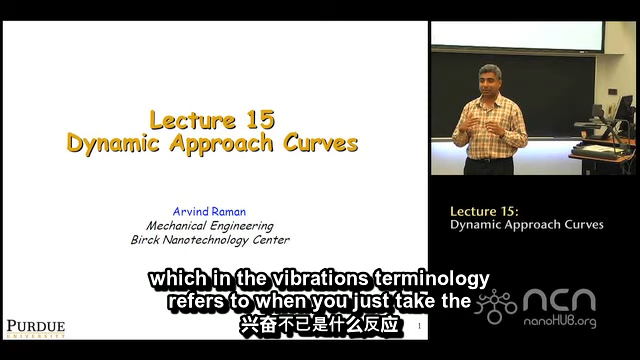 Lecture 15
Dynamic Approach Curves
Arvind Raman
Mechanical Engineering
Birck Nanotechnology Center
PURDUE
UNIVERSITY
1
Lecture 15:
Dynamic Approach Curves
ncn
nanoHUB.org
which in the vibrations terminology
refers to when you just take the
兴奋不已是什么反应